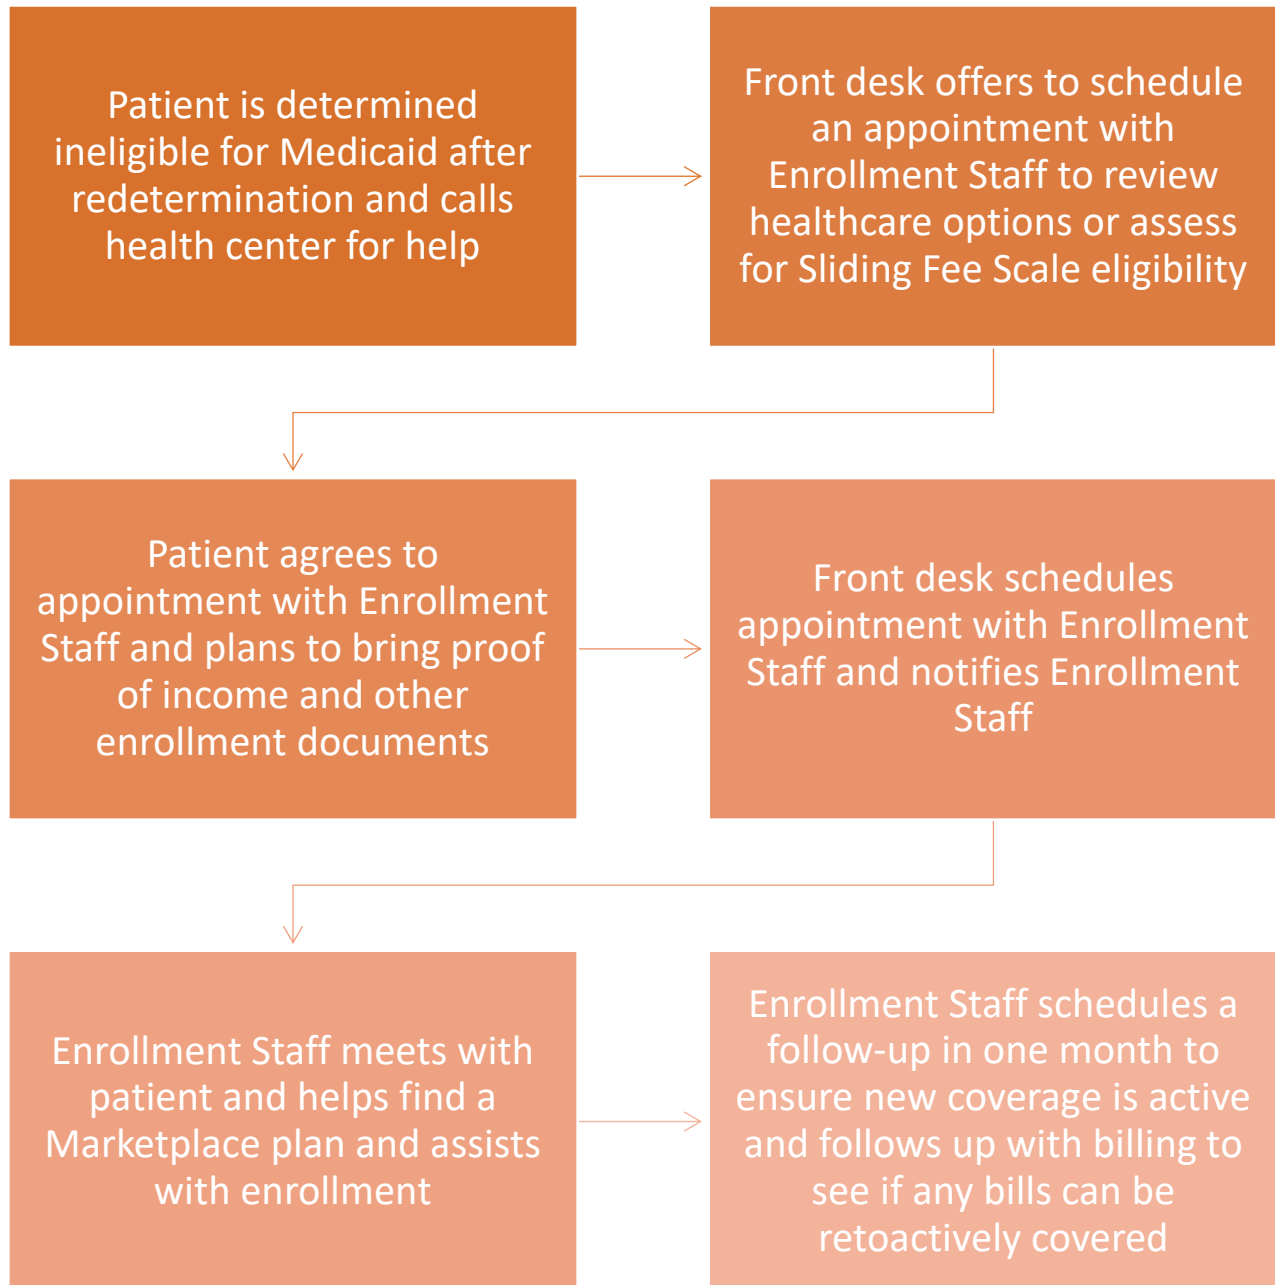 Patient is determined
ineligible for Medicaid after
redetermination and calls
health center for help
Front desk offers to schedule
an appointment with
Enrollment Staff to review
healthcare options or assess
for Sliding Fee Scale eligibility
Patient agrees to
appointment with Enrollment
Staff and plans to bring proof
of income and other
enrollment documents
Front desk schedules
appointment with Enrollment
Staff and notifies Enrollment
Staff
Enrollment Staff meets with
patient and helps find a
Marketplace plan and assists
with enrollment
Enrollment Staff schedules a
follow-up in one month to
ensure new coverage is active
and follows up with billing to
see if any bills can be
retoactively covered